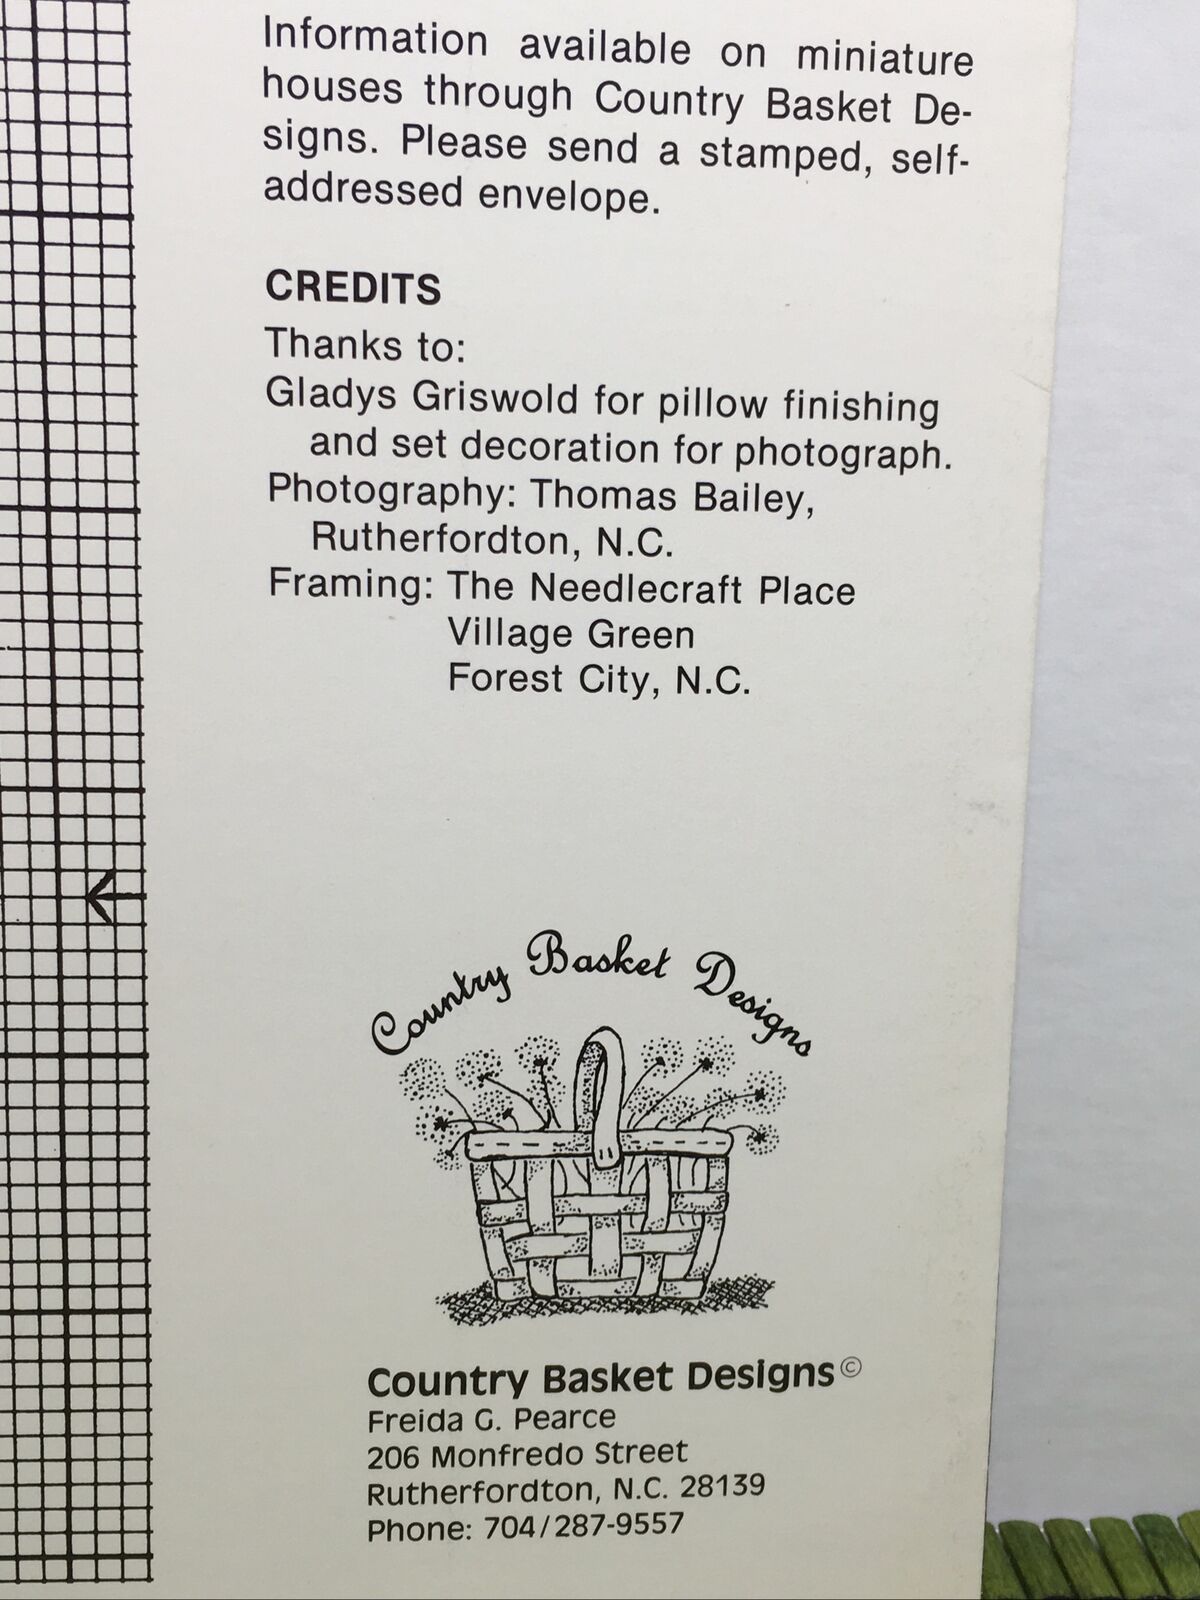 Information available on miniature
houses through Country Basket De-
signs. Please send a stamped, self-
addressed envelope.
CREDITS
Thanks to:
Gladys Griswold for pillow finishing
and set decoration for photograph.
Photography: Thomas Bailey,
Rutherfordton, N.C.
Framing: The Needlecraft Place
Village Green
Forest City, N.C.
Country Basket Designs
Country Basket Designs©
Freida G. Pearce
206 Monfredo Street
Rutherfordton, N.C. 28139
Phone: 704/287-9557